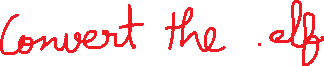 Convert the .elf